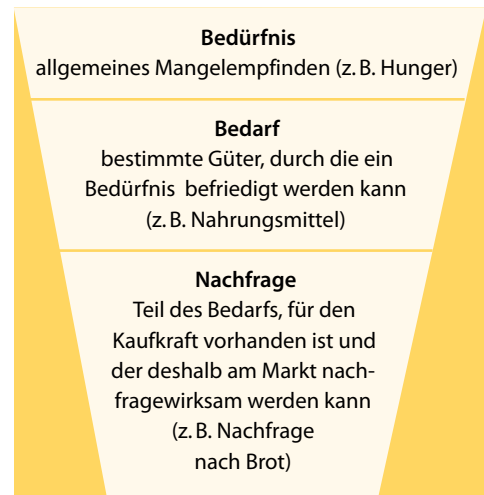 Bedürfnis
allgemeines Mangelempfinden (z. B. Hunger)
Bedarf
bestimmte Güter, durch die ein
Bedürfnis befriedigt werden kann
(z. B. Nahrungsmittel)
Nachfrage
Teil des Bedarfs, für den
Kaufkraft vorhanden ist und
der deshalb am Markt nach-
fragewirksam werden kann
(z. B. Nachfrage
nach Brot)